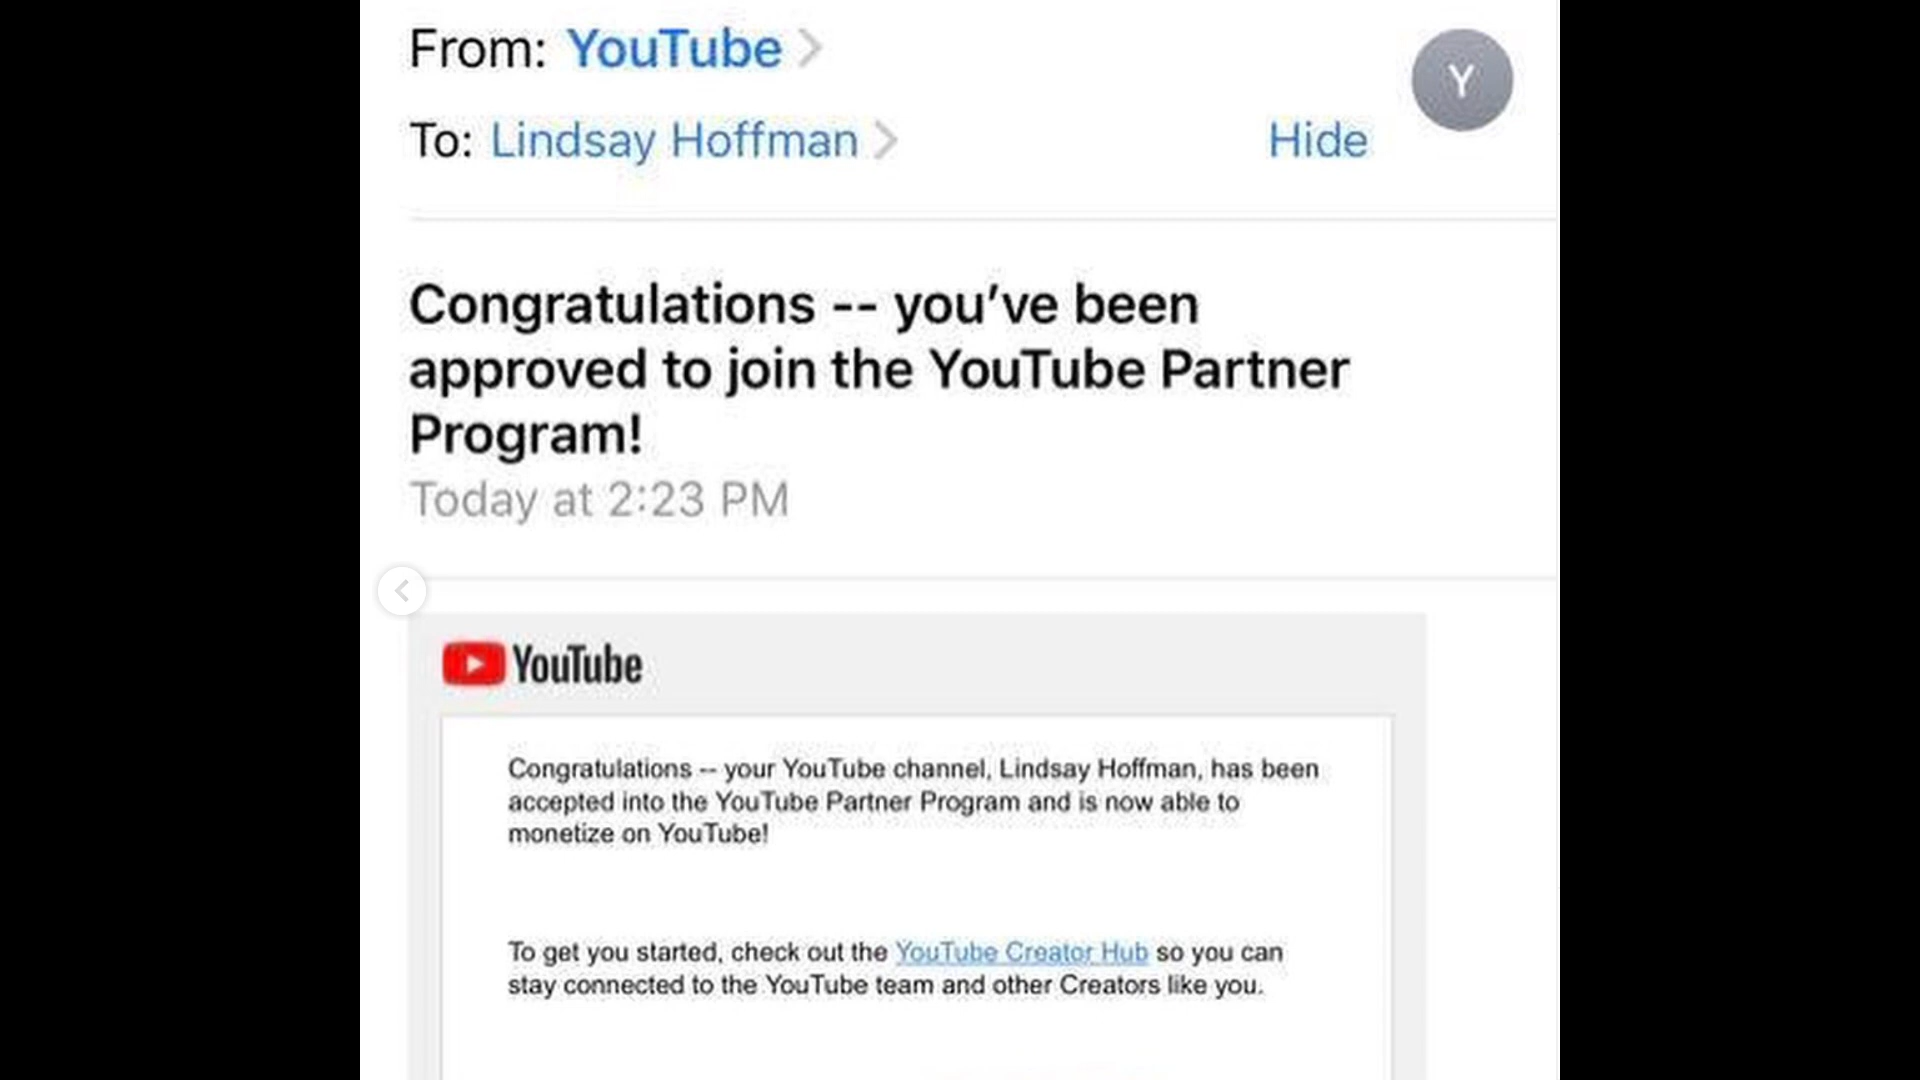 From: YouTube
Y
To: Lindsay Hoffman
Hide
Congratulations -- you've been
approved to join the YouTube Partner
Program!
Today at 2:23 PM
YouTube
Congratulations -- your YouTube channel, Lindsay Hoffman, has been
accepted into the YouTube Partner Program and is now able to
monetize on YouTube!
To get you started, check out the YouTube Creator Hub so you can
stay connected to the YouTube team and other Creators like you.